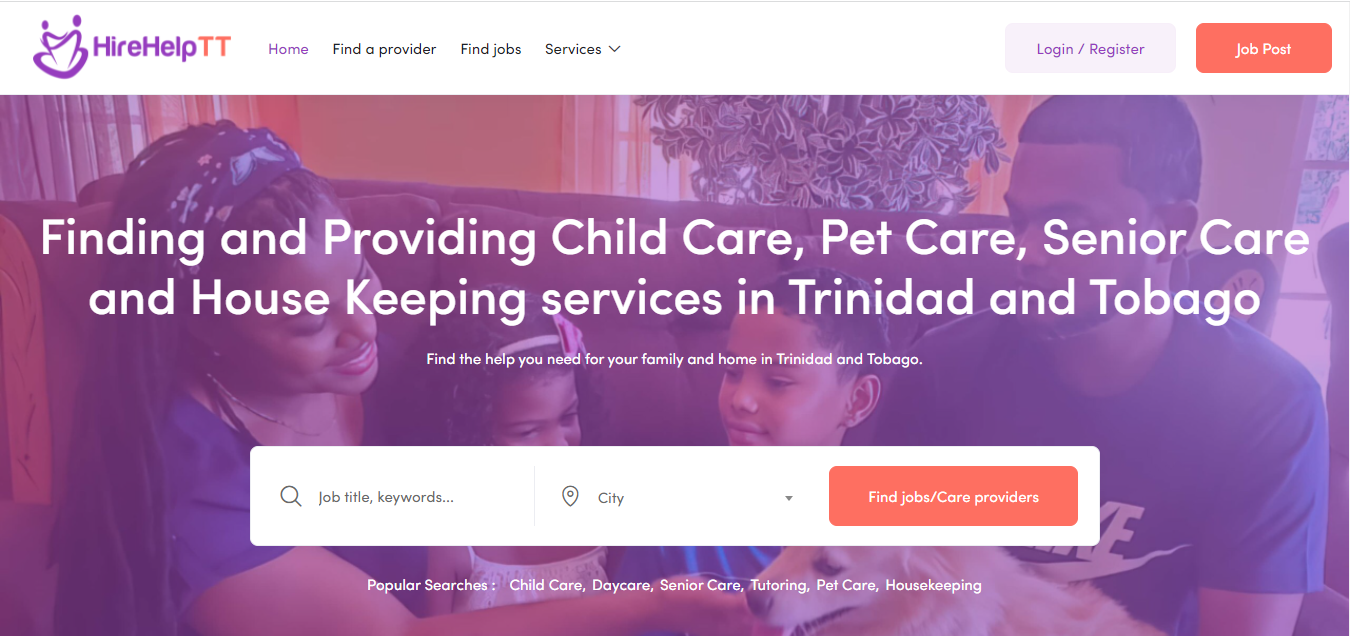 HireHelpTT
Home
Find a provider
Find jobs
Services
Login / Register
Job Post
Finding and Providing Child Care, Pet Care, Senior Care
and House Keeping services in Trinidad and Tobago
Find the help you need for your family and home in Trinidad and Tobago.
Job title, keywords...
City
Find jobs/Care providers
Popular Searches : Child Care, Daycare, Senior Care, Tutoring, Pet Care, Housekeeping